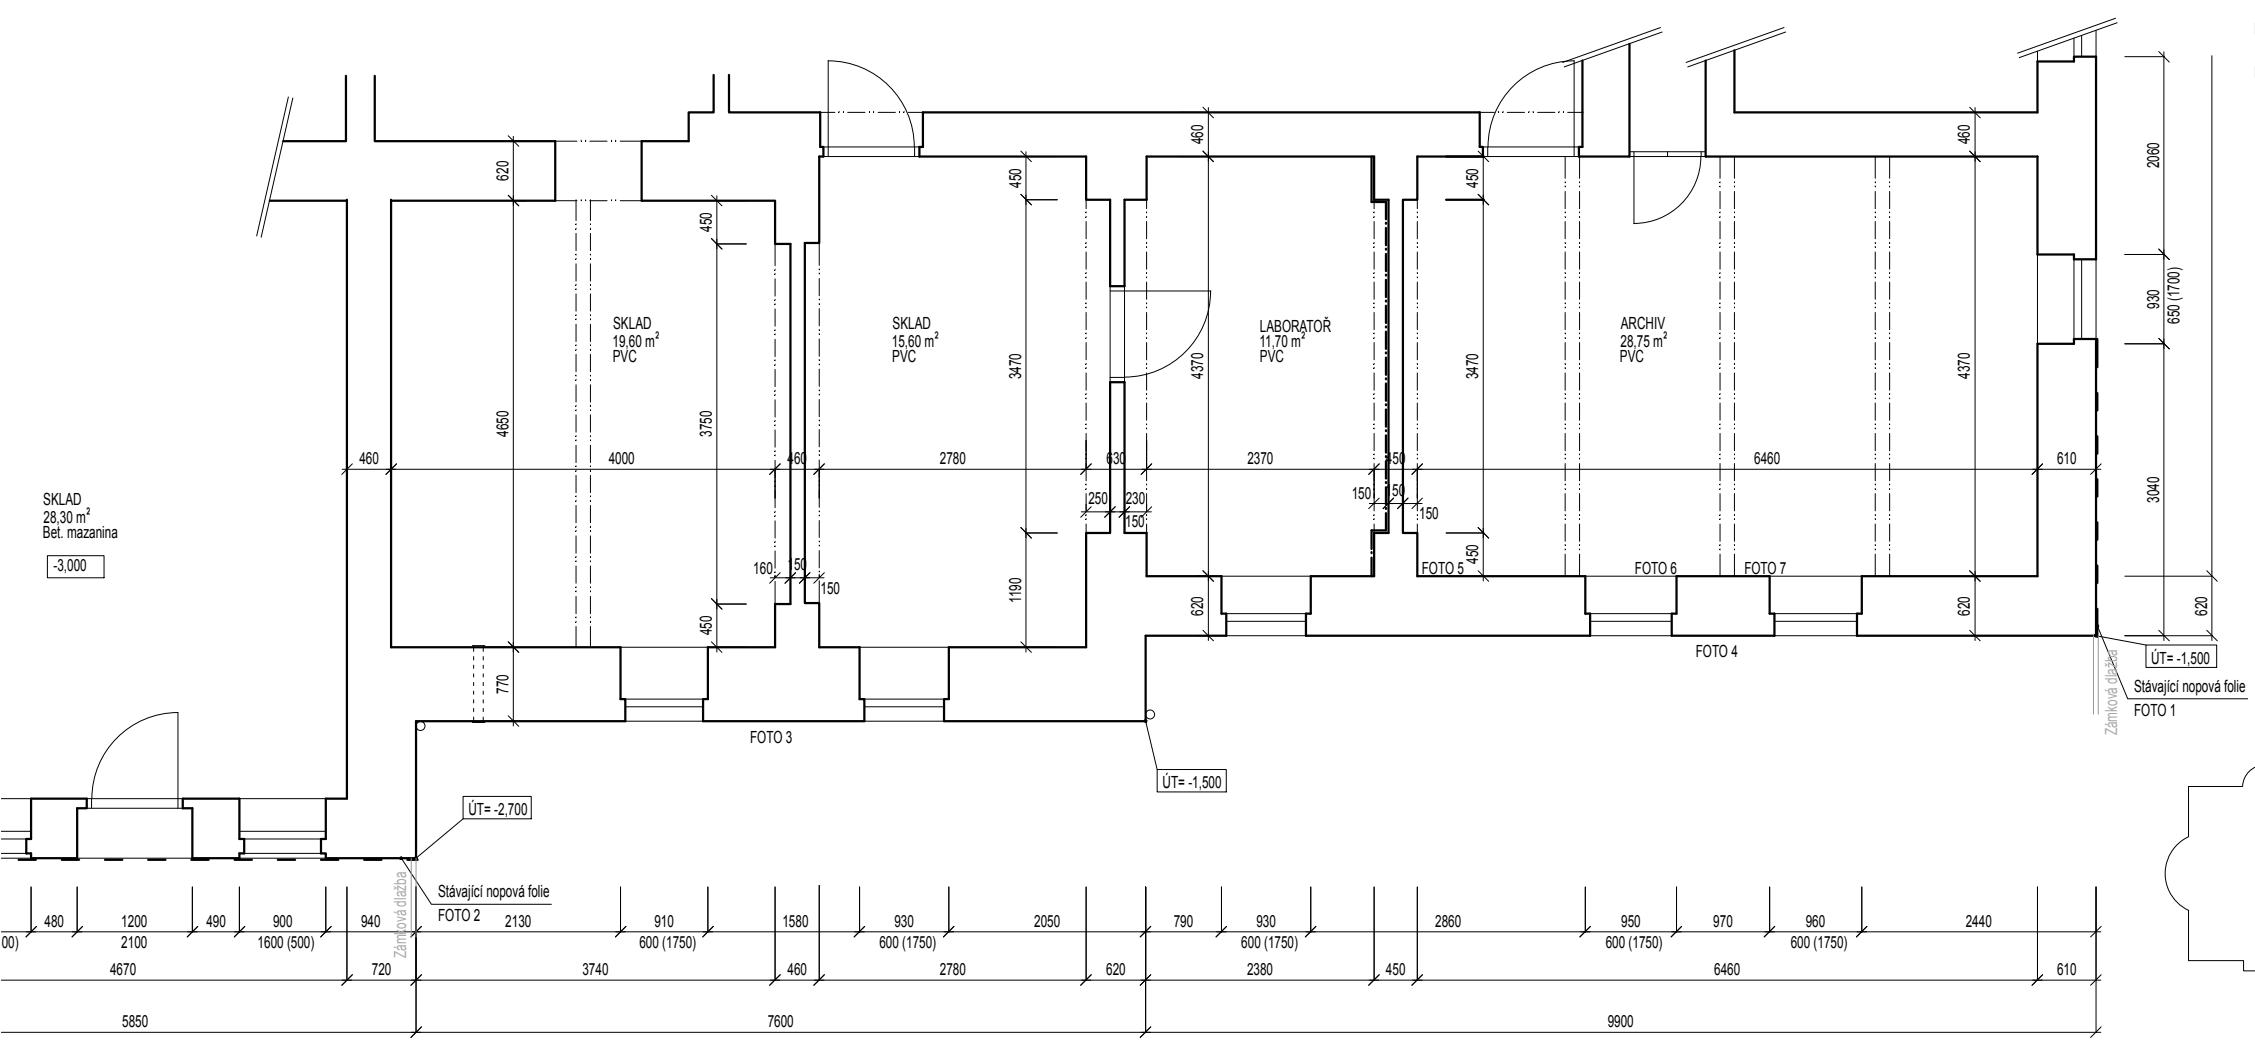 460
460
2060
620
450
450
450
450
SKLAD
19,60 m²
PVC
SKLAD
15,60 m²
PVC
LABORATOŘ
11,70 m²
PVC
ARCHIV
28,75 m²
PVC
930
650 (1700)
4650
3750
3470
4370
3470
4370
460
4000
460
2780
630
2370
450
6460
610
SKLAD
28,30 m²
Bet. mazanina
-3,000
250
230
150
150
50
150
3040
160
150
150
450
1190
450
FOTO 5
FOTO 6
FOTO 7
620
620
620
770
FOTO 3
FOTO 4
ÚT= -1,500
Stávající nopová folie
FOTO 1
Zámková dlažba
ÚT= -1,500
ÚT= -2,700
Stávající nopová folie
FOTO 2
Zámková dlažba
480
1200
490
900
940
2130
910
1580
930
2050
790
930
2860
950
970
960
2440
00)
2100
1600 (500)
600 (1750)
600 (1750)
600 (1750)
600 (1750)
600 (1750)
4670
720
3740
460
2780
620
2380
450
6460
610
5850
7600
9900